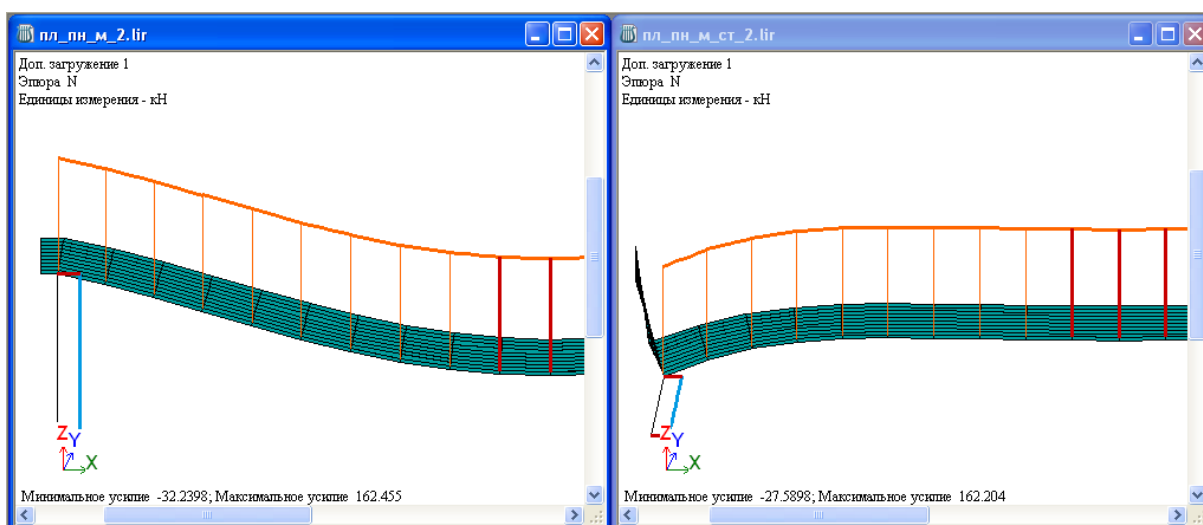 пл_пн_м_2.lir
Доп. загружение 1
Эпюра N
Единицы измерения - кН
Z
Y
X
Минимальное усилие -32.2398; Максимальное усилие 162.455
пл_пн_м_ст_2.lir
Доп. загружение 1
Эпюра N
Единицы измерения - кН
Z
Y
X
Минимальное усилие -27.5898; Максимальное усилие 162.204